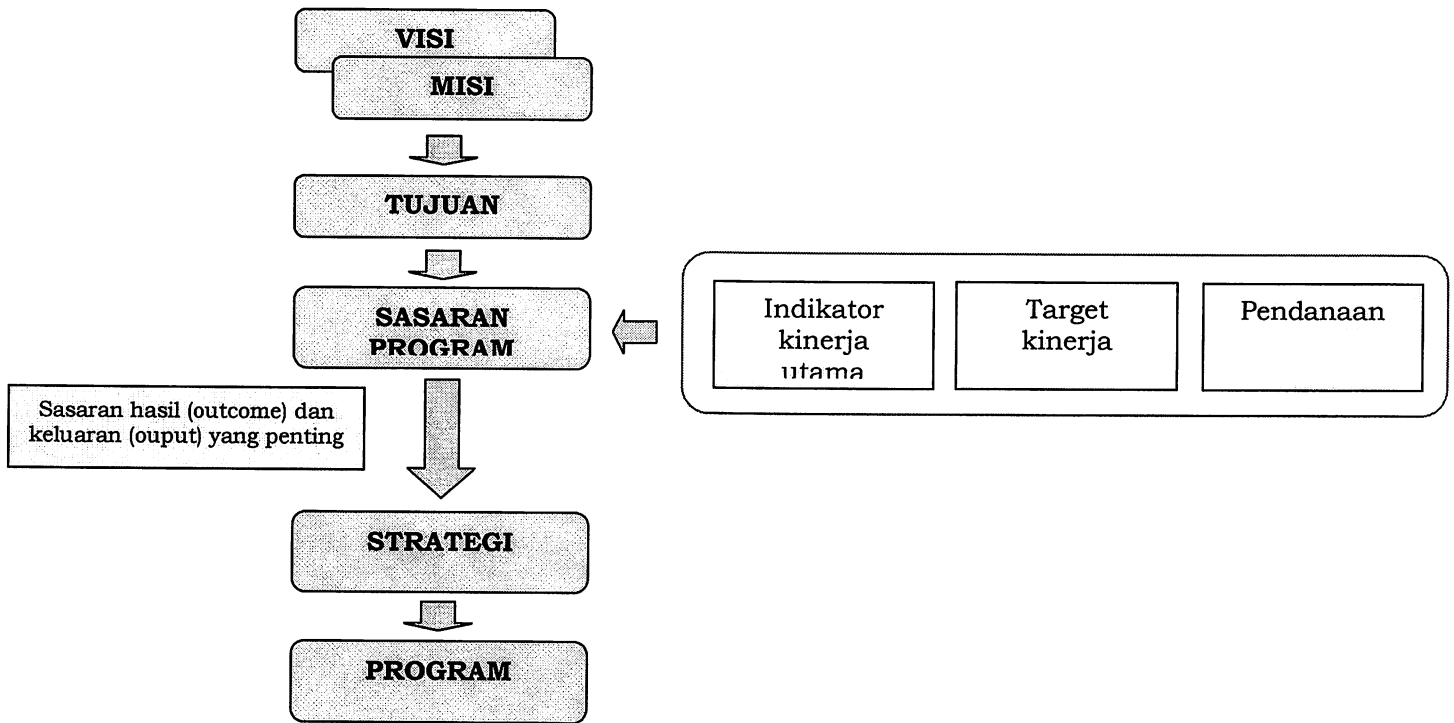 VISI
MISI
TUJUAN
SASARAN
PROGRAM
Indikator
kinerja
utama
Target
kinerja
Pendanaan
Sasaran hasil (outcome) dan
keluaran (ouput) yang penting
STRATEGI
PROGRAM